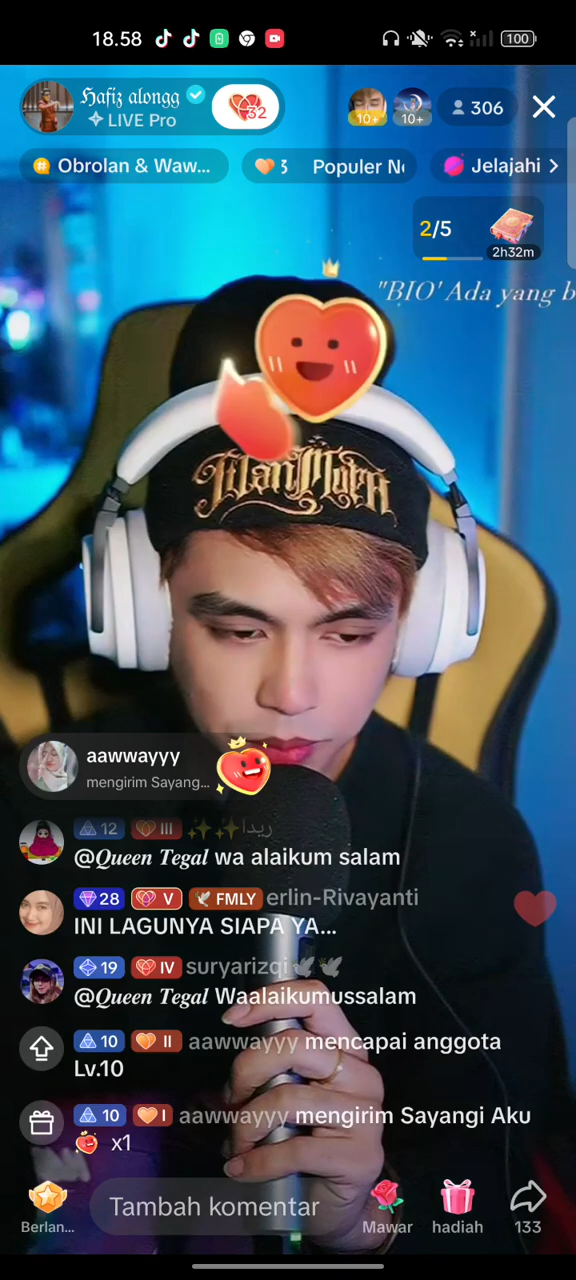 18.58
100
Hafiz alongg
LIVE Pro
32
10+
10+
306
Obrolan & Waw...
3
Populer N
Jelajahi
2/5
2h32m
"BIO' Ada yang b
TitanMura
aawwayyy
mengirim Sayang...
12 III ✨✨ريدا
@Queen Tegal wa alaikum salam
28 V FMLY erlin-Rivayanti
INI LAGUNYA SIAPA YA...
19 IV suryarizqi🕊🕊
@Queen Tegal Waalaikumussalam
10 II aawwayyy mencapai anggota
Lv.10
10 I aawwayyy mengirim Sayangi Aku
x1
Berlan...
Tambah komentar
Mawar
hadiah
133